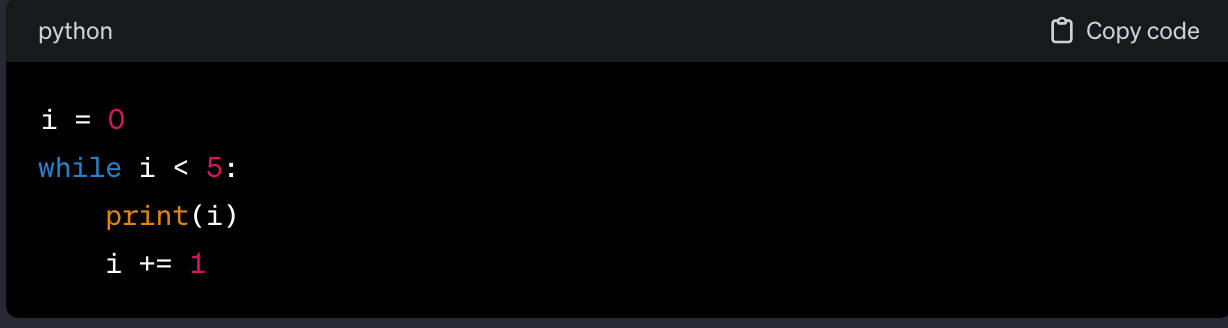 python
Copy code
i = 0
while i < 5:
    print(i)
    i += 1